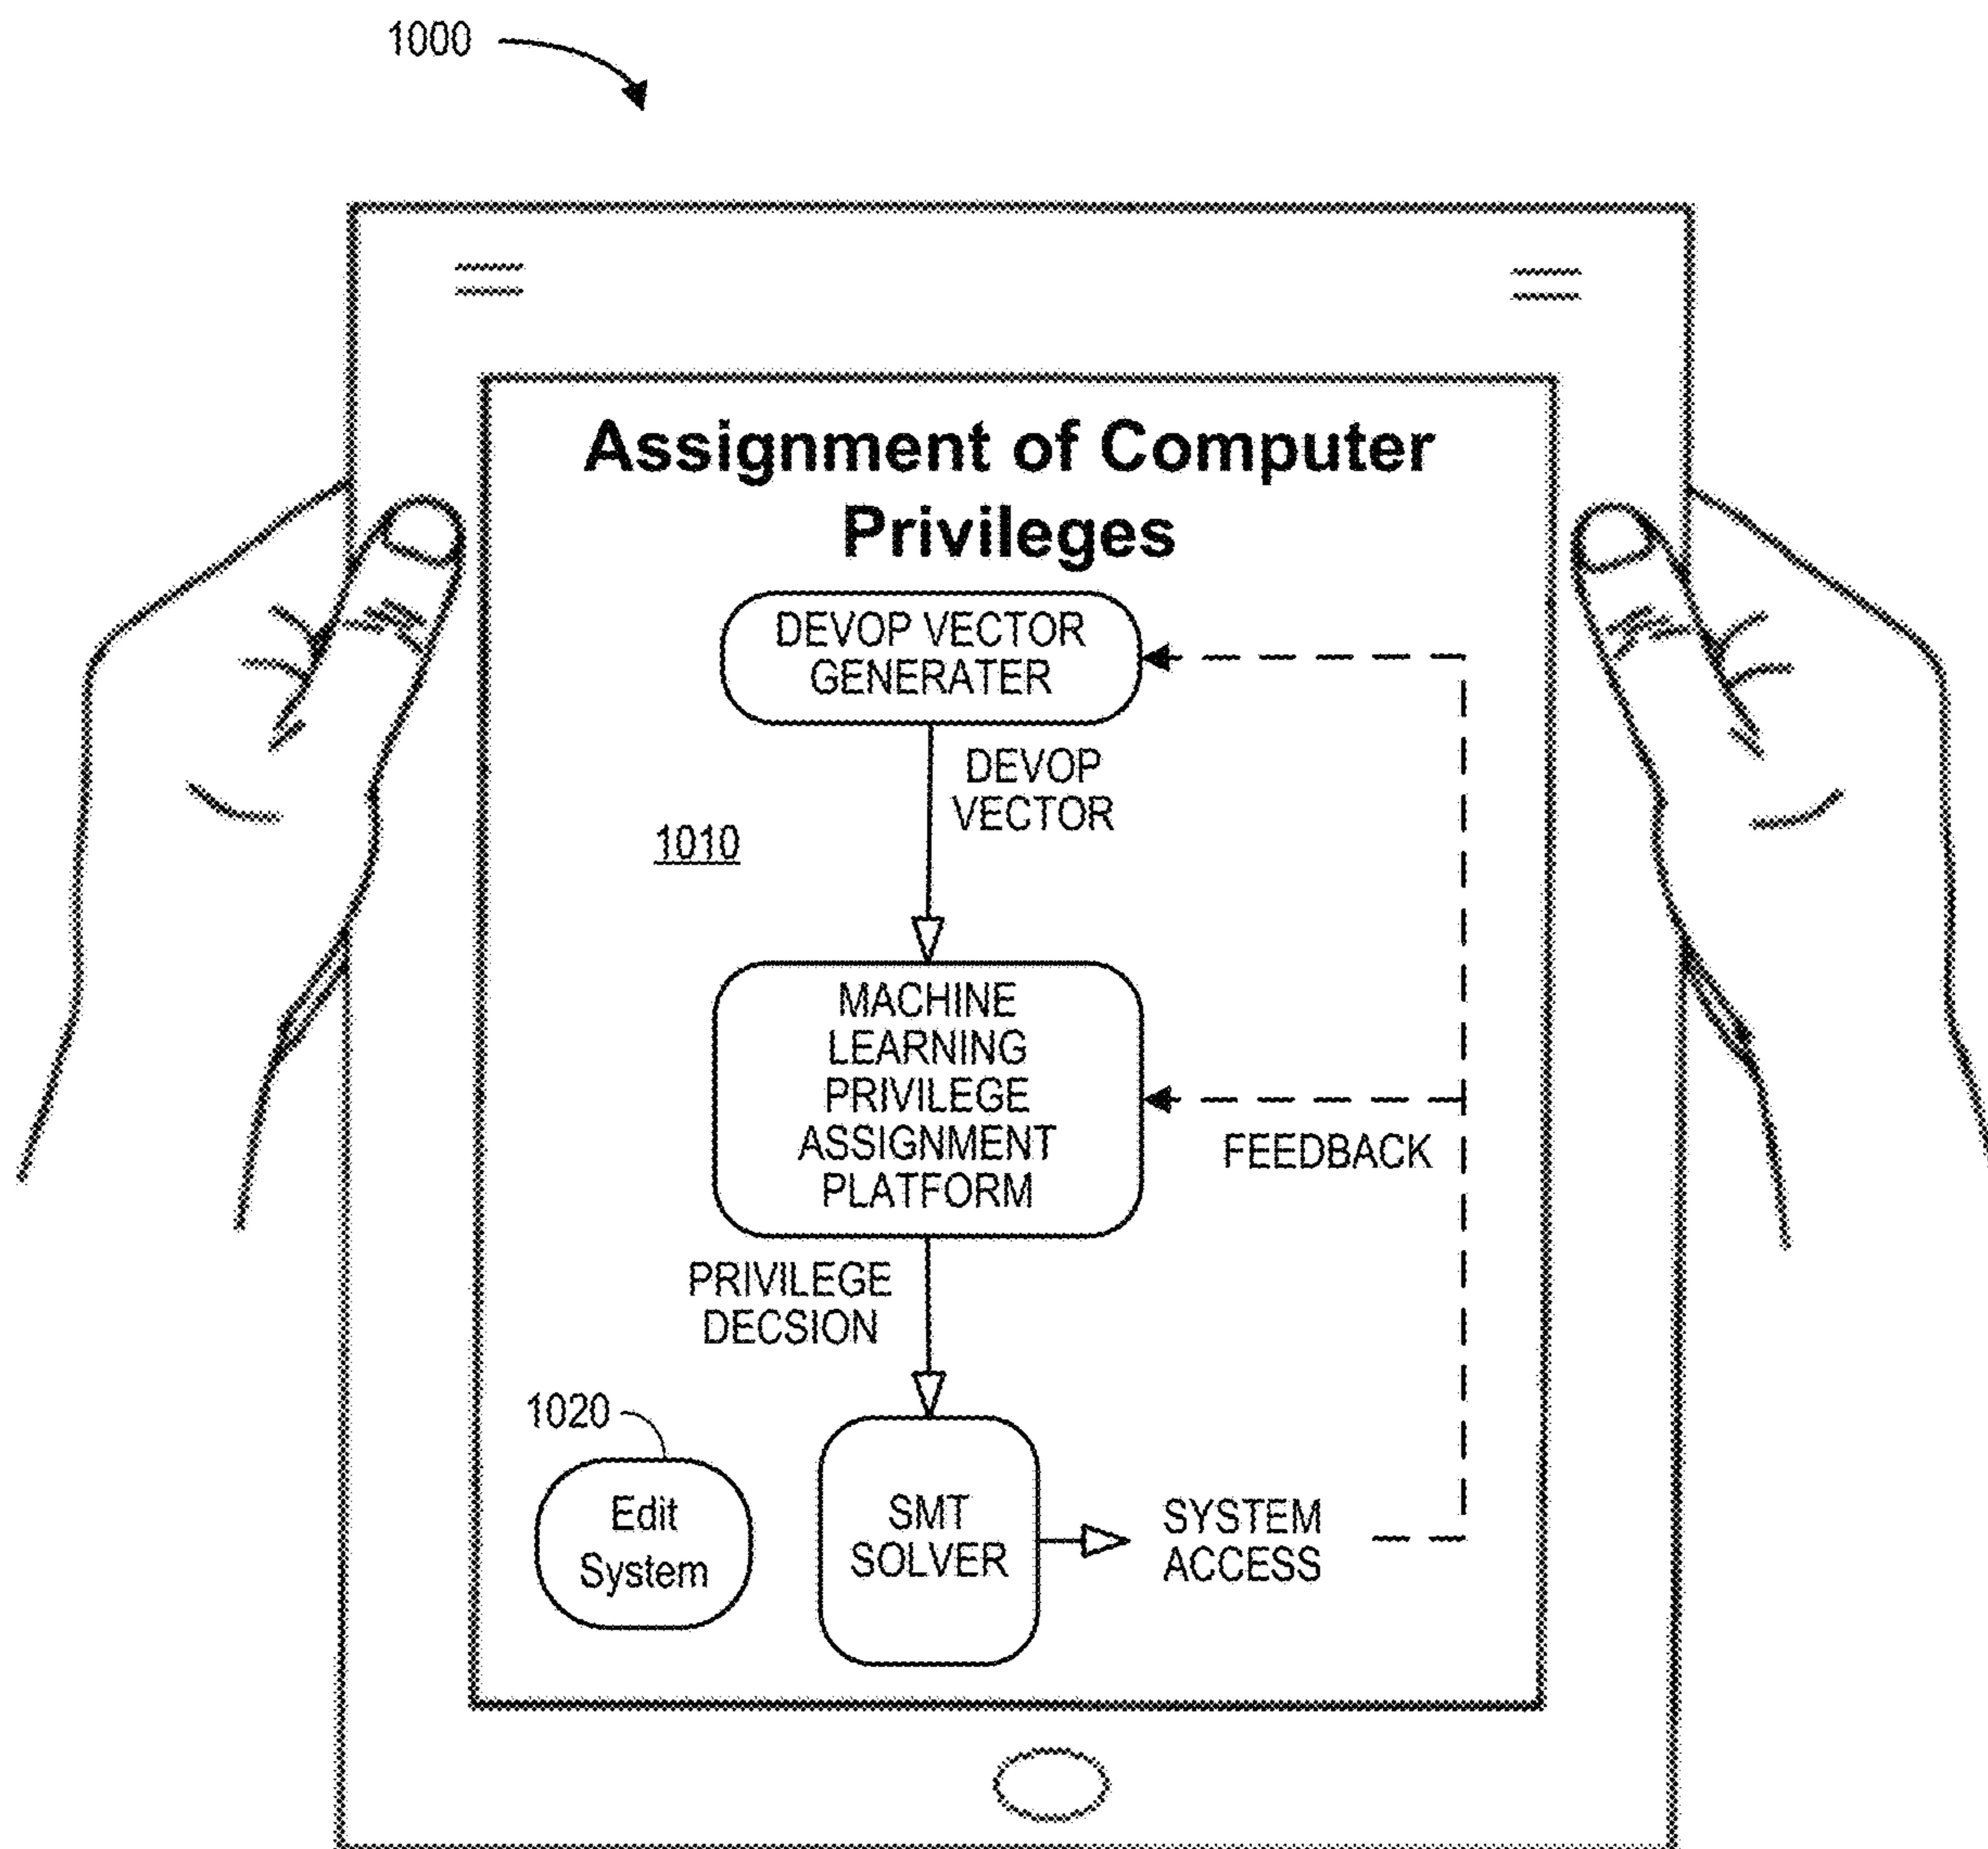 1000
Assignment of Computer
Privileges
DEVOP VECTOR
GENERATER
DEVOP
VECTOR
1010
MACHINE
LEARNING
PRIVILEGE
ASSIGNMENT
PLATFORM
FEEDBACK
PRIVILEGE
DECSION
1020
Edit
System
SMT
SOLVER
SYSTEM
ACCESS